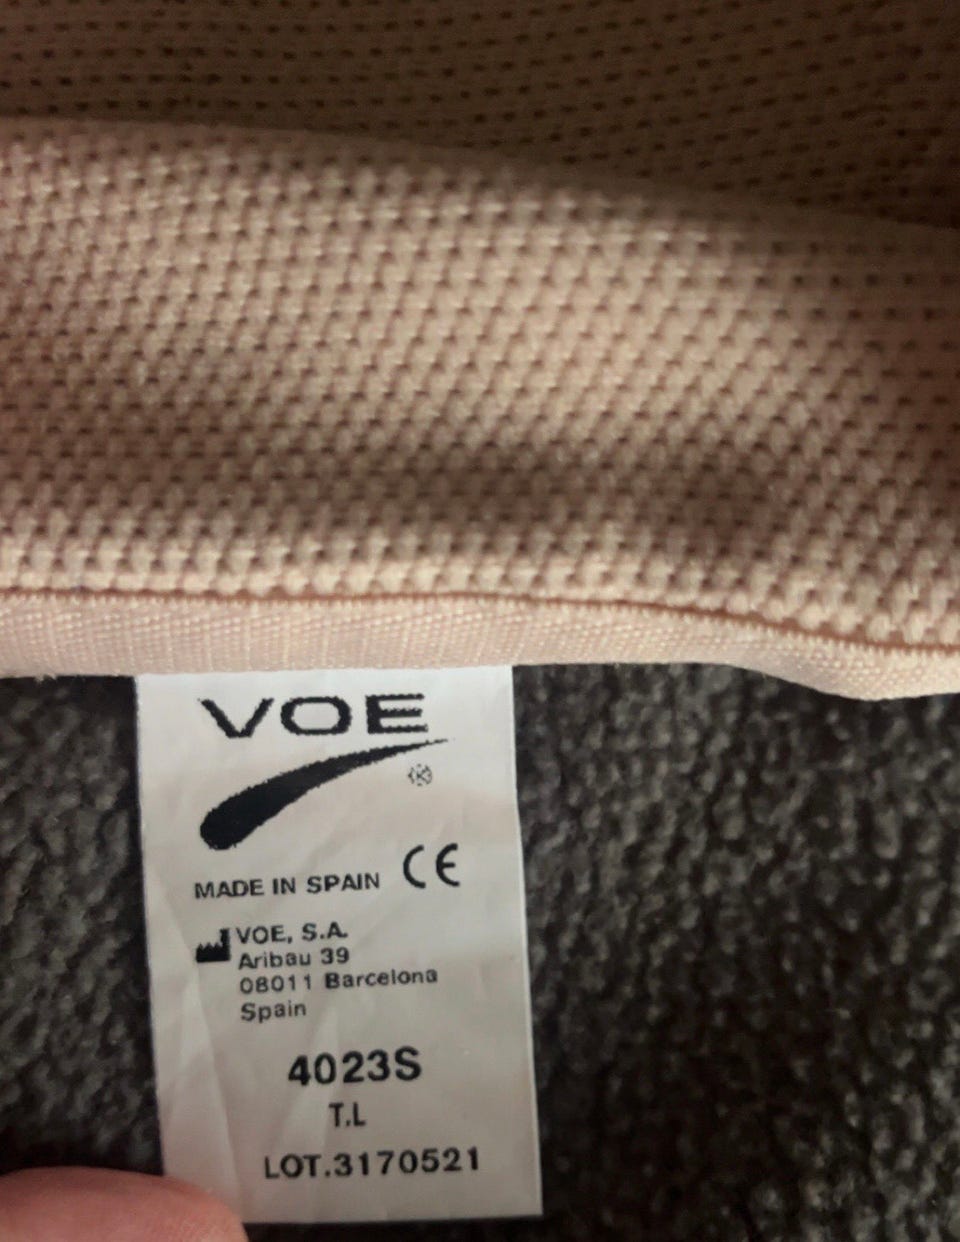 VOE
®
MADE IN SPAIN CE
VOE, S.A.
Aribau 39
08011 Barcelona
Spain
4023S
T.L
LOT.3170521